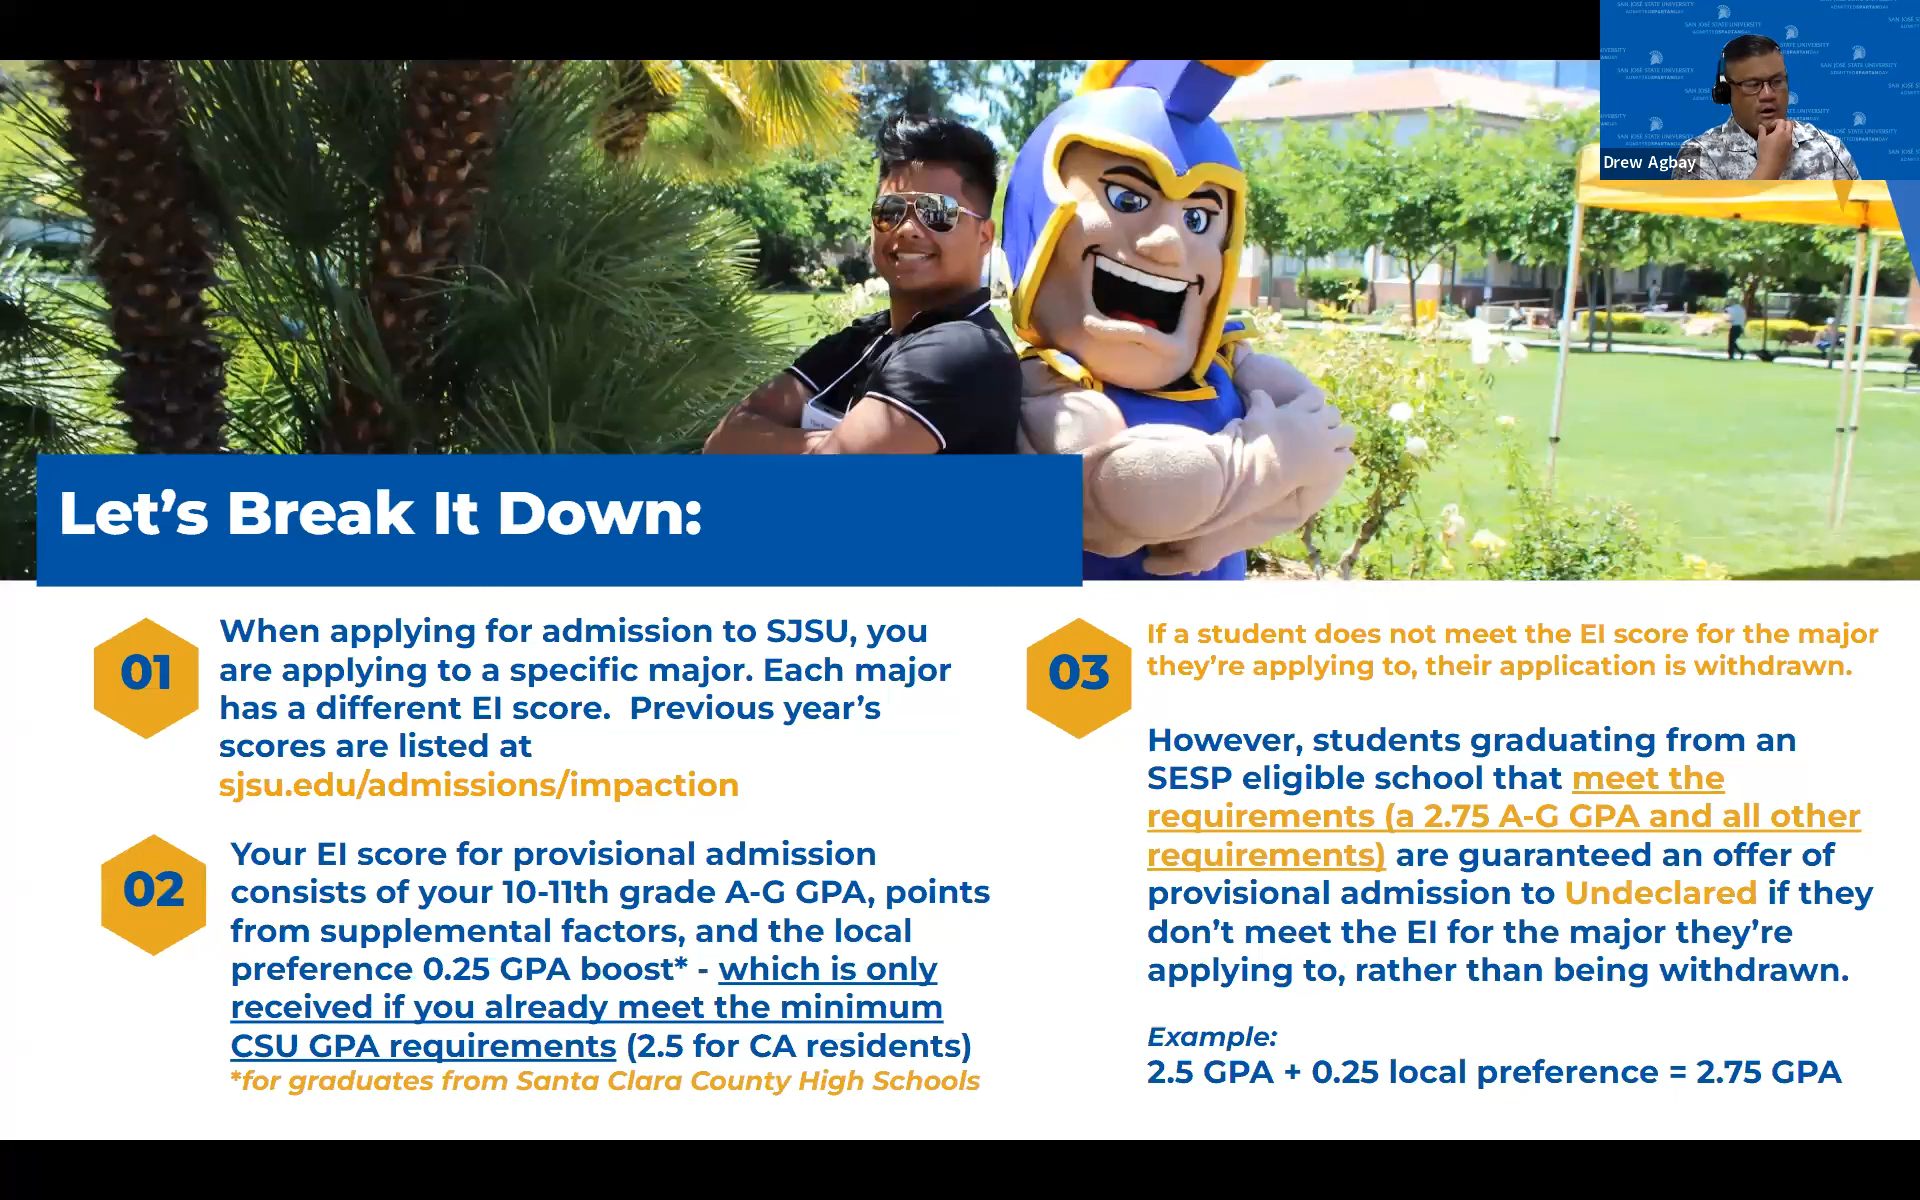 SAN JOSÉ STATE UNIVERSITY
ADMITTEDSPARTANDAY
Drew Agbay
Let's Break It Down:
01
When applying for admission to SJSU, you
are applying to a specific major. Each major
has a different EI score.  Previous year's
scores are listed at
sjsu.edu/admissions/impaction
02
Your EI score for provisional admission
consists of your 10-11th grade A-G GPA, points
from supplemental factors, and the local
preference 0.25 GPA boost* - which is only
received if you already meet the minimum
CSU GPA requirements (2.5 for CA residents)
*for graduates from Santa Clara County High Schools
03
If a student does not meet the EI score for the major
they're applying to, their application is withdrawn.
However, students graduating from an
SESP eligible school that meet the
requirements (a 2.75 A-G GPA and all other
requirements) are guaranteed an offer of
provisional admission to Undeclared if they
don't meet the EI for the major they're
applying to, rather than being withdrawn.
Example:
2.5 GPA + 0.25 local preference = 2.75 GPA